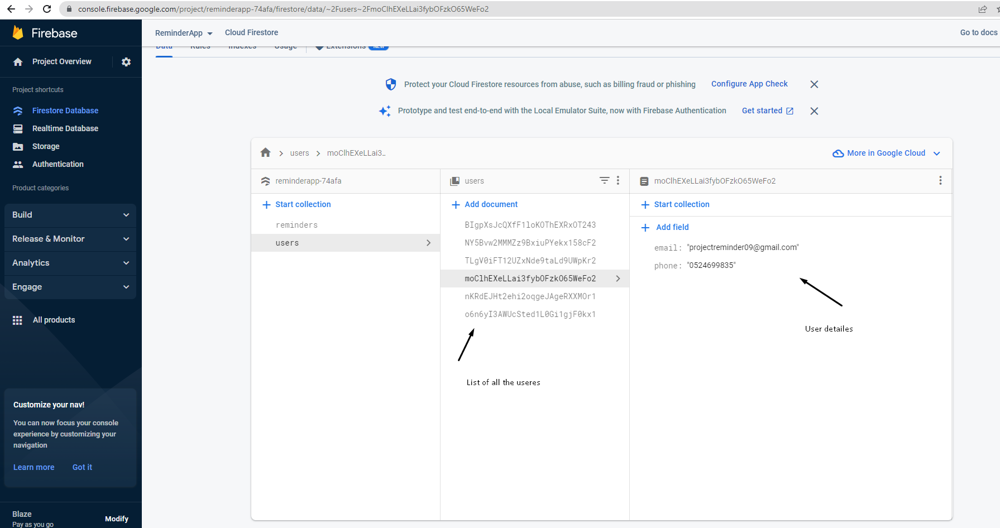 console.firebase.google.com/project/reminderapp-74afa/firestore/data/~2Fusers~2FmoClhEXeLLai3fybOFzkO65WeFo2
Firebase
ReminderApp
Cloud Firestore
Go to docs
Data
Rules
Indexes
Usage
Extensions
NEW
Project Overview
Project shortcuts
Firestore Database
Realtime Database
Storage
Authentication
Product categories
Build
Release & Monitor
Analytics
Engage
All products
Customize your nav!
You can now focus your console
experience by customizing your
navigation
Learn more
Got it
Blaze
Pay as you go
Modify
Protect your Cloud Firestore resources from abuse, such as billing fraud or phishing
Configure App Check
Prototype and test end-to-end with the Local Emulator Suite, now with Firebase Authentication
Get started
users
moClhEXeLLai3..
More in Google Cloud
reminderapp-74afa
Start collection
reminders
users
users
Add document
BIgpXsJcQXfF1loKOThEXRxOT243
NY5Bvw2MMMZz9BxiuPYekx158cF2
TLgV0iFT12UZxNde9taLd9UWpKr2
moClhEXeLLai3fybOFzkO65WeFo2
nKRdEJHt2ehi2oqgeJAgeRXXMOr1
o6n6yI3AWUcSted1L0Gi1gjF0kx1
List of all the useres
moClhEXeLLai3fybOFzkO65WeFo2
Start collection
Add field
email: "projectreminder09@gmail.com"
phone: "0524699835"
User detailes